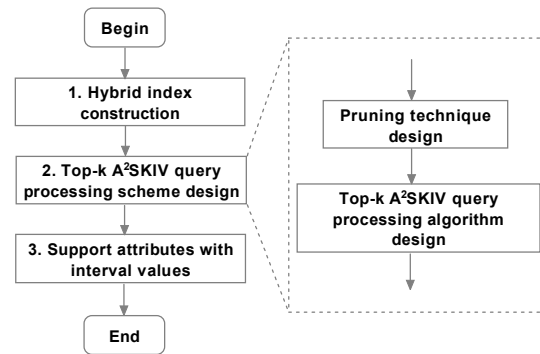 Begin
1. Hybrid index
construction
2. Top-k A²SKIV query
processing scheme design
3. Support attributes with
interval values
End
Pruning technique
design
Top-k A²SKIV query
processing algorithm
design